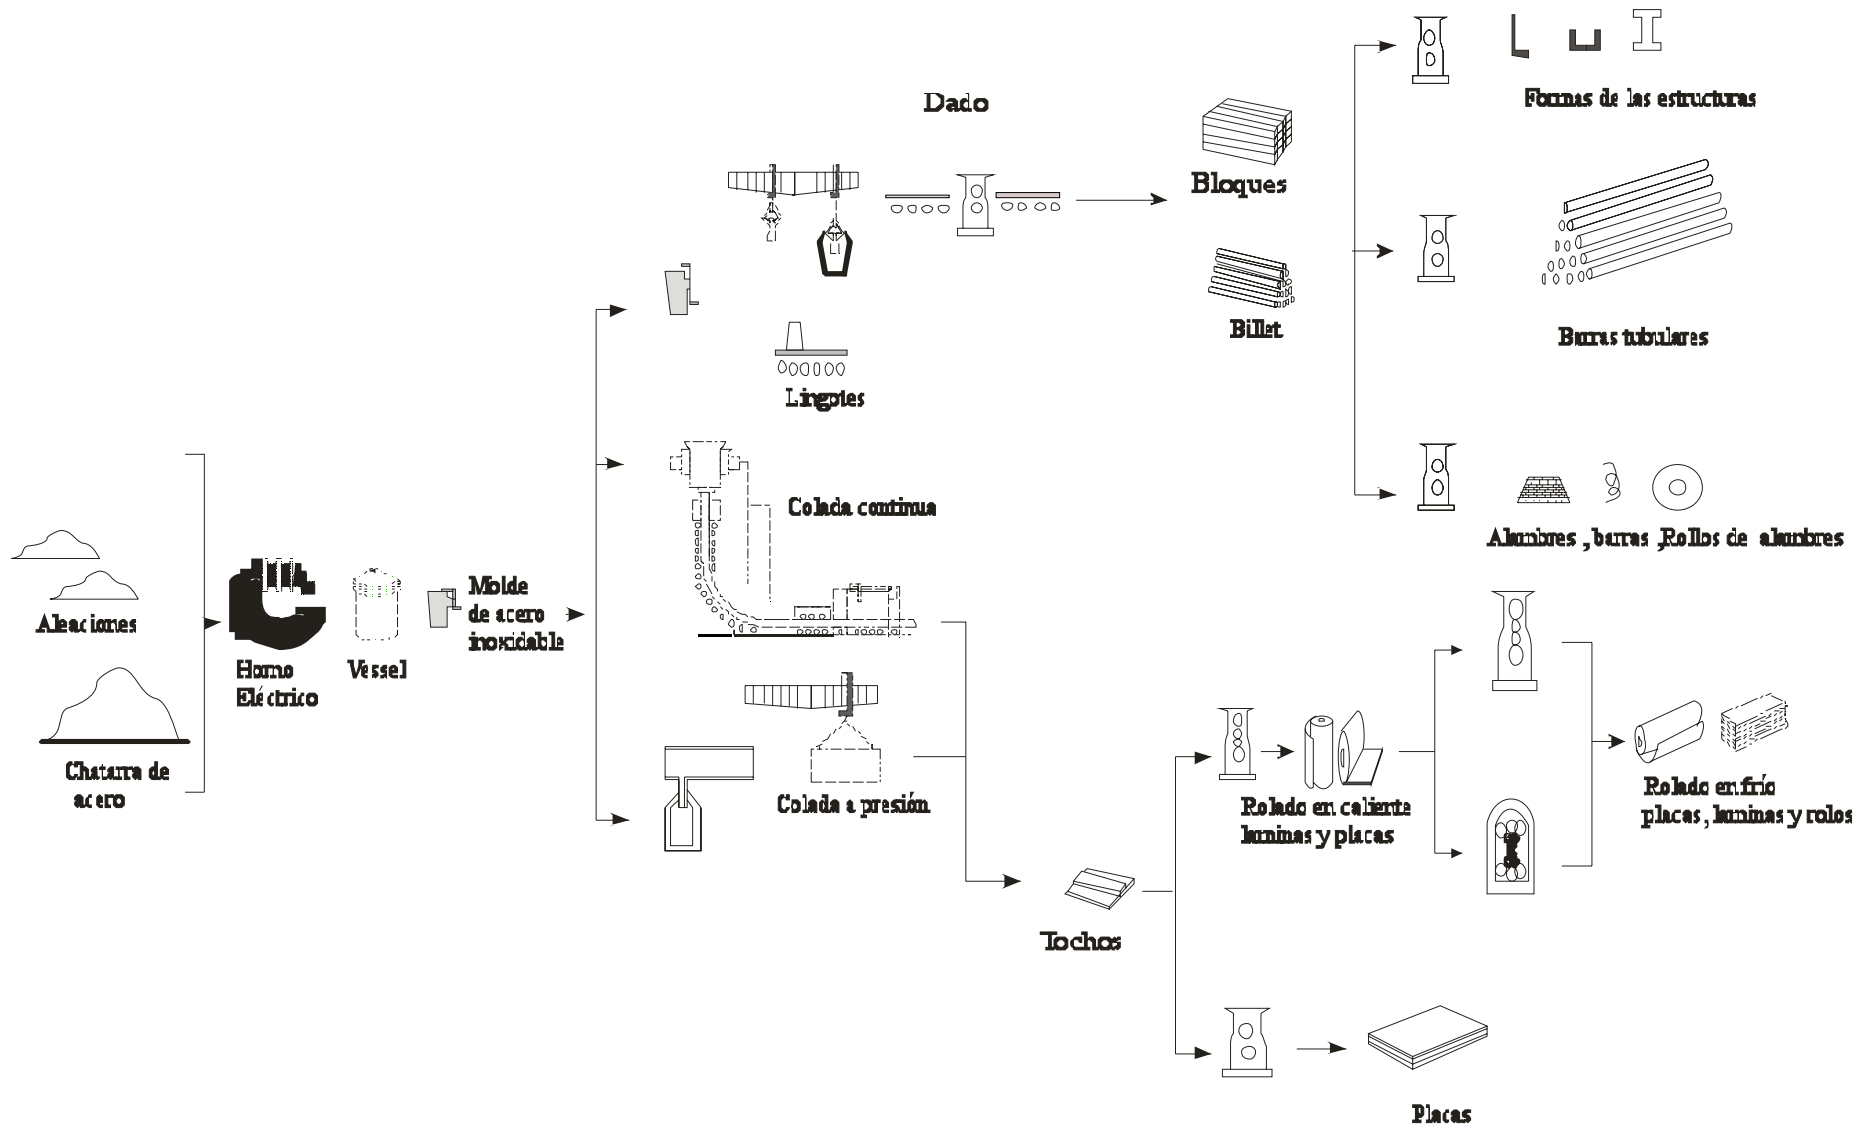 Dado
Formas de las estructuras
Bloques
Billet
Barras tubulares
Lingotes
Colada continua
Alambres , barras ,Rollos de alambres
Aleaciones
Molde
de acero
inoxidable
Horno
Eléctrico
Vessel
Chatarra de
acero
Colada a presión
Rolado en caliente
laminas y placas
Rolado en frío
placas, laminas y rolos
Tochos
Placas